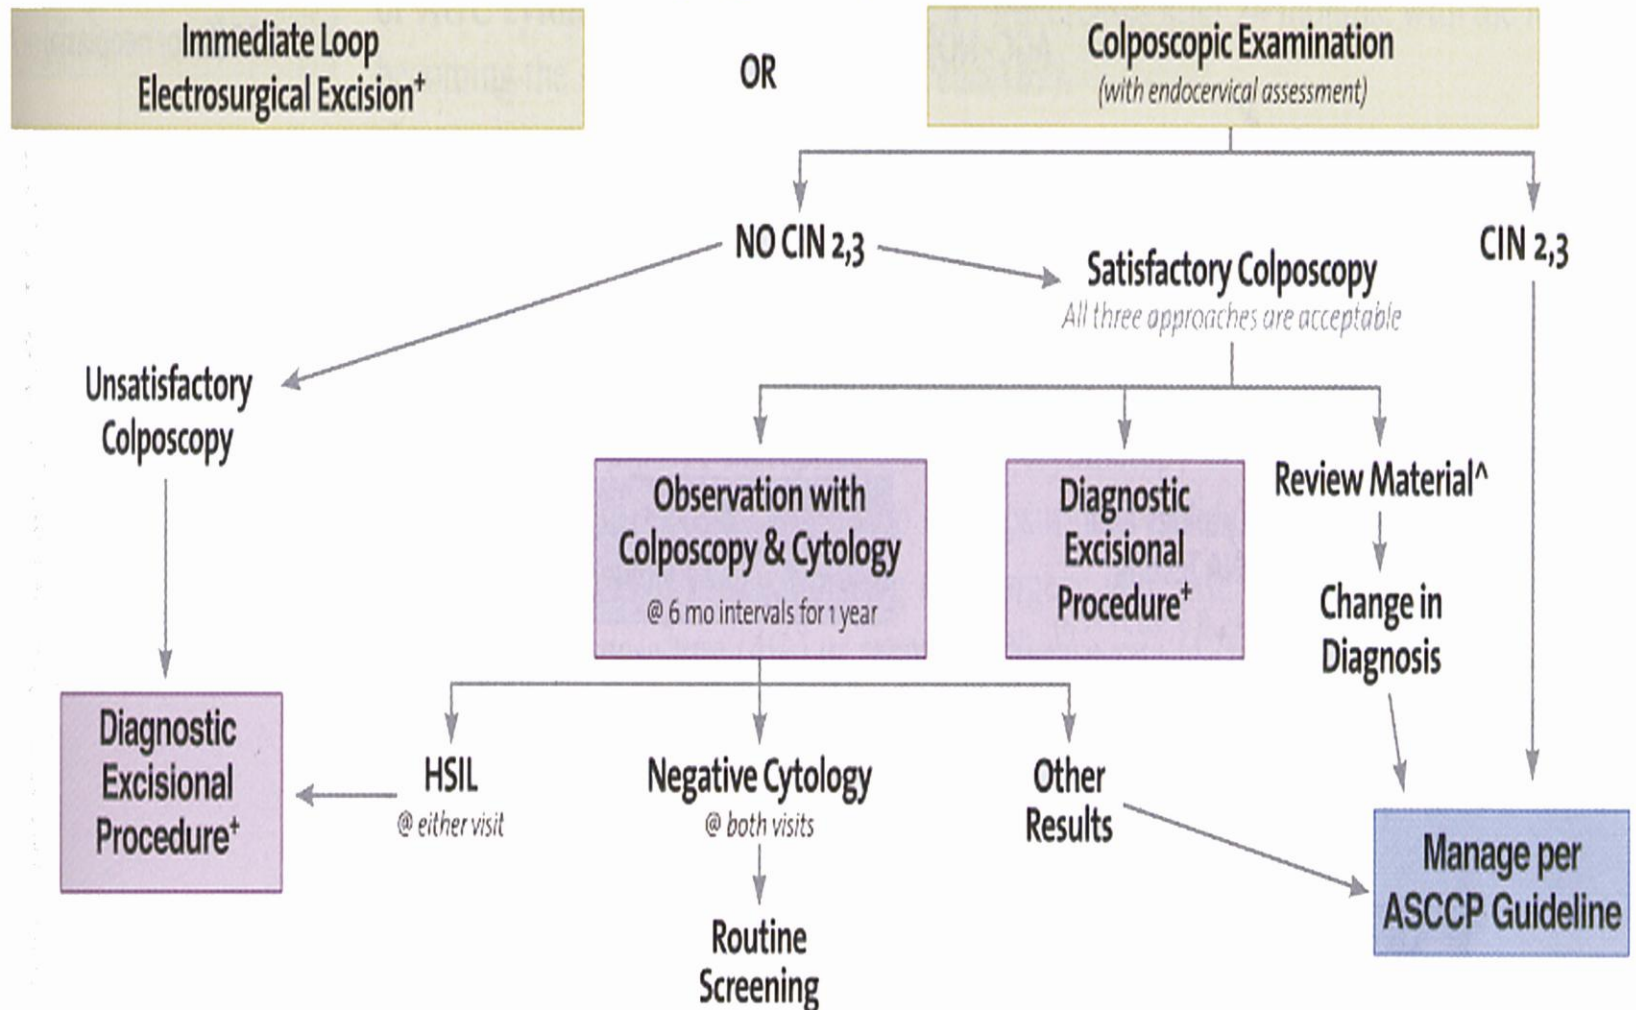 Immediate Loop
Electrosurgical Excision⁺
OR
Colposcopic Examination
(with endocervical assessment)
NO CIN 2,3
CIN 2,3
Satisfactory Colposcopy
All three approaches are acceptable
Unsatisfactory
Colposcopy
Observation with
Colposcopy & Cytology
@ 6 mo intervals for 1 year
Diagnostic
Excisional
Procedure⁺
Review Material^
Change in
Diagnosis
Diagnostic
Excisional
Procedure⁺
HSIL
@ either visit
Negative Cytology
@ both visits
Other
Results
Manage per
ASCCP Guideline
Routine
Screening